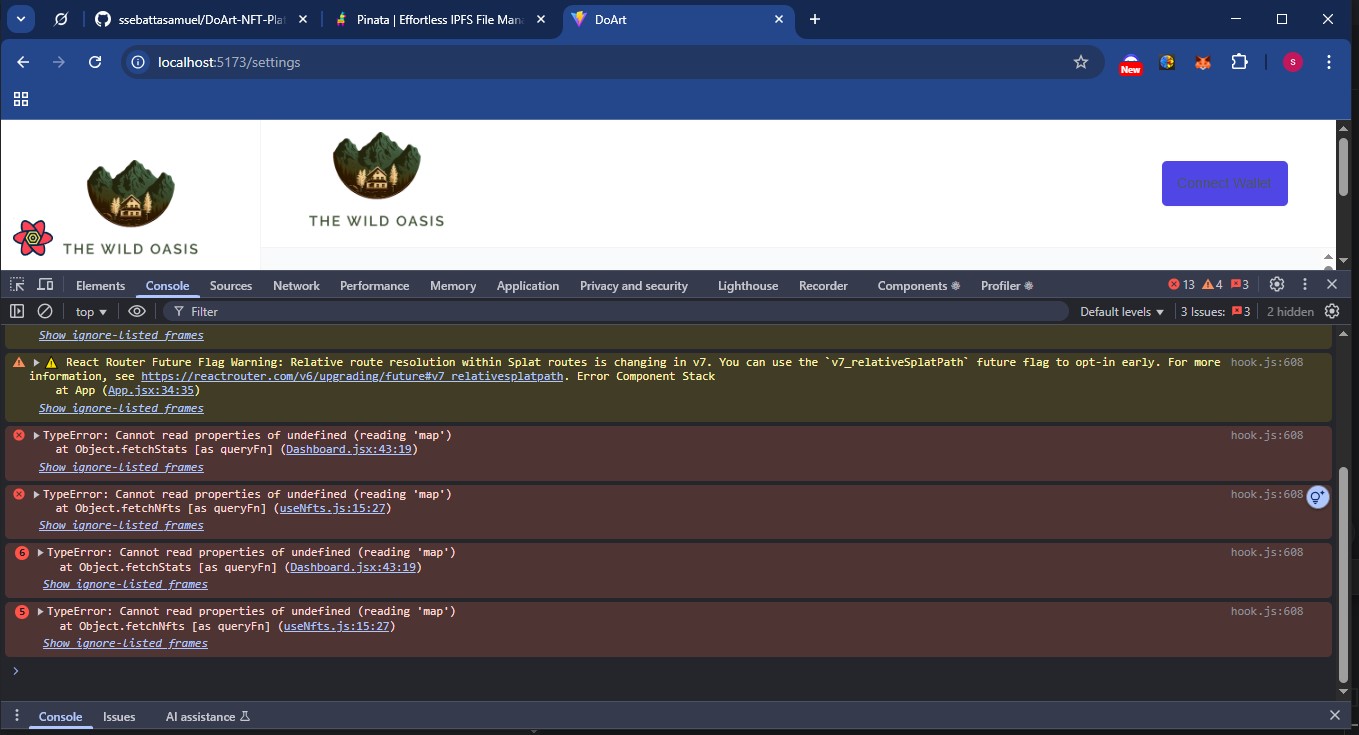 ssebattasamuel/DoArt-NFT-Plat
Pinata | Effortless IPFS File Man
DoArt
localhost:5173/settings
New
s
THE WILD OASIS
Connect Wallet
THE WILD OASIS
Elements Console Sources Network Performance Memory Application Privacy and security Lighthouse Recorder Components Profiler 13 4 3
top Filter Default levels 3 Issues: 3 2 hidden
Show ignore-listed frames
React Router Future Flag Warning: Relative route resolution within Splat routes is changing in v7. You can use the `v7_relativeSplatPath` future flag to opt-in early. For more hook.js:608
information, see https://reactrouter.com/v6/upgrading/future#v7_relativesplatpath. Error Component Stack
at App (App.jsx:34:35)
Show ignore-listed frames
TypeError: Cannot read properties of undefined (reading 'map') hook.js:608
at Object.fetchStats [as queryFn] (Dashboard.jsx:43:19)
Show ignore-listed frames
TypeError: Cannot read properties of undefined (reading 'map') hook.js:608
at Object.fetchNfts [as queryFn] (useNfts.js:15:27)
Show ignore-listed frames
6 TypeError: Cannot read properties of undefined (reading 'map') hook.js:608
at Object.fetchStats [as queryFn] (Dashboard.jsx:43:19)
Show ignore-listed frames
5 TypeError: Cannot read properties of undefined (reading 'map') hook.js:608
at Object.fetchNfts [as queryFn] (useNfts.js:15:27)
Show ignore-listed frames
Console Issues AI assistance